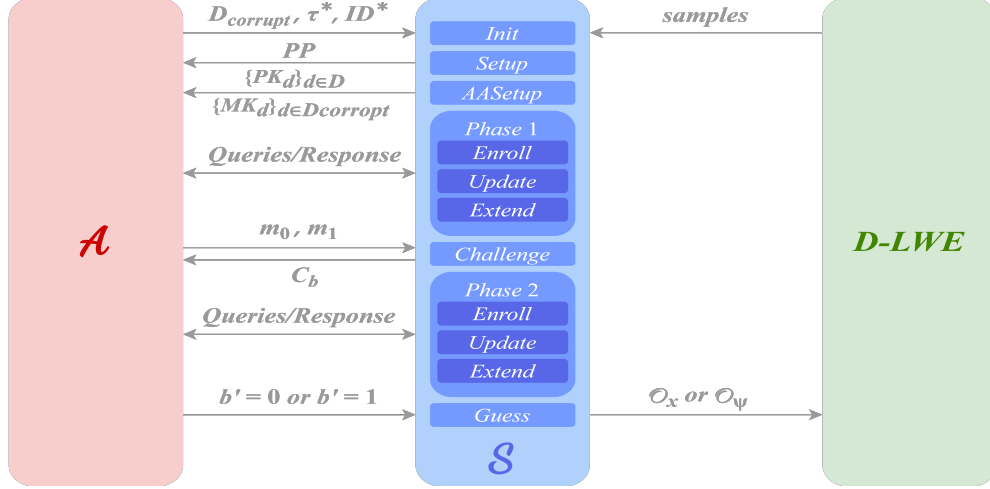 D_corrupt, τ*, ID*
samples
Init
PP
Setup
{PK_d}_d∈D
AASetup
{MK_d}_d∈Dcorropt
Phase 1
Queries/Response
Enroll
Update
Extend
m_0, m_1
A
Challenge
D-LWE
C_b
Phase 2
Queries/Response
Enroll
Update
Extend
b' = 0 or b' = 1
Guess
𝒪_x or 𝒪_ψ
S